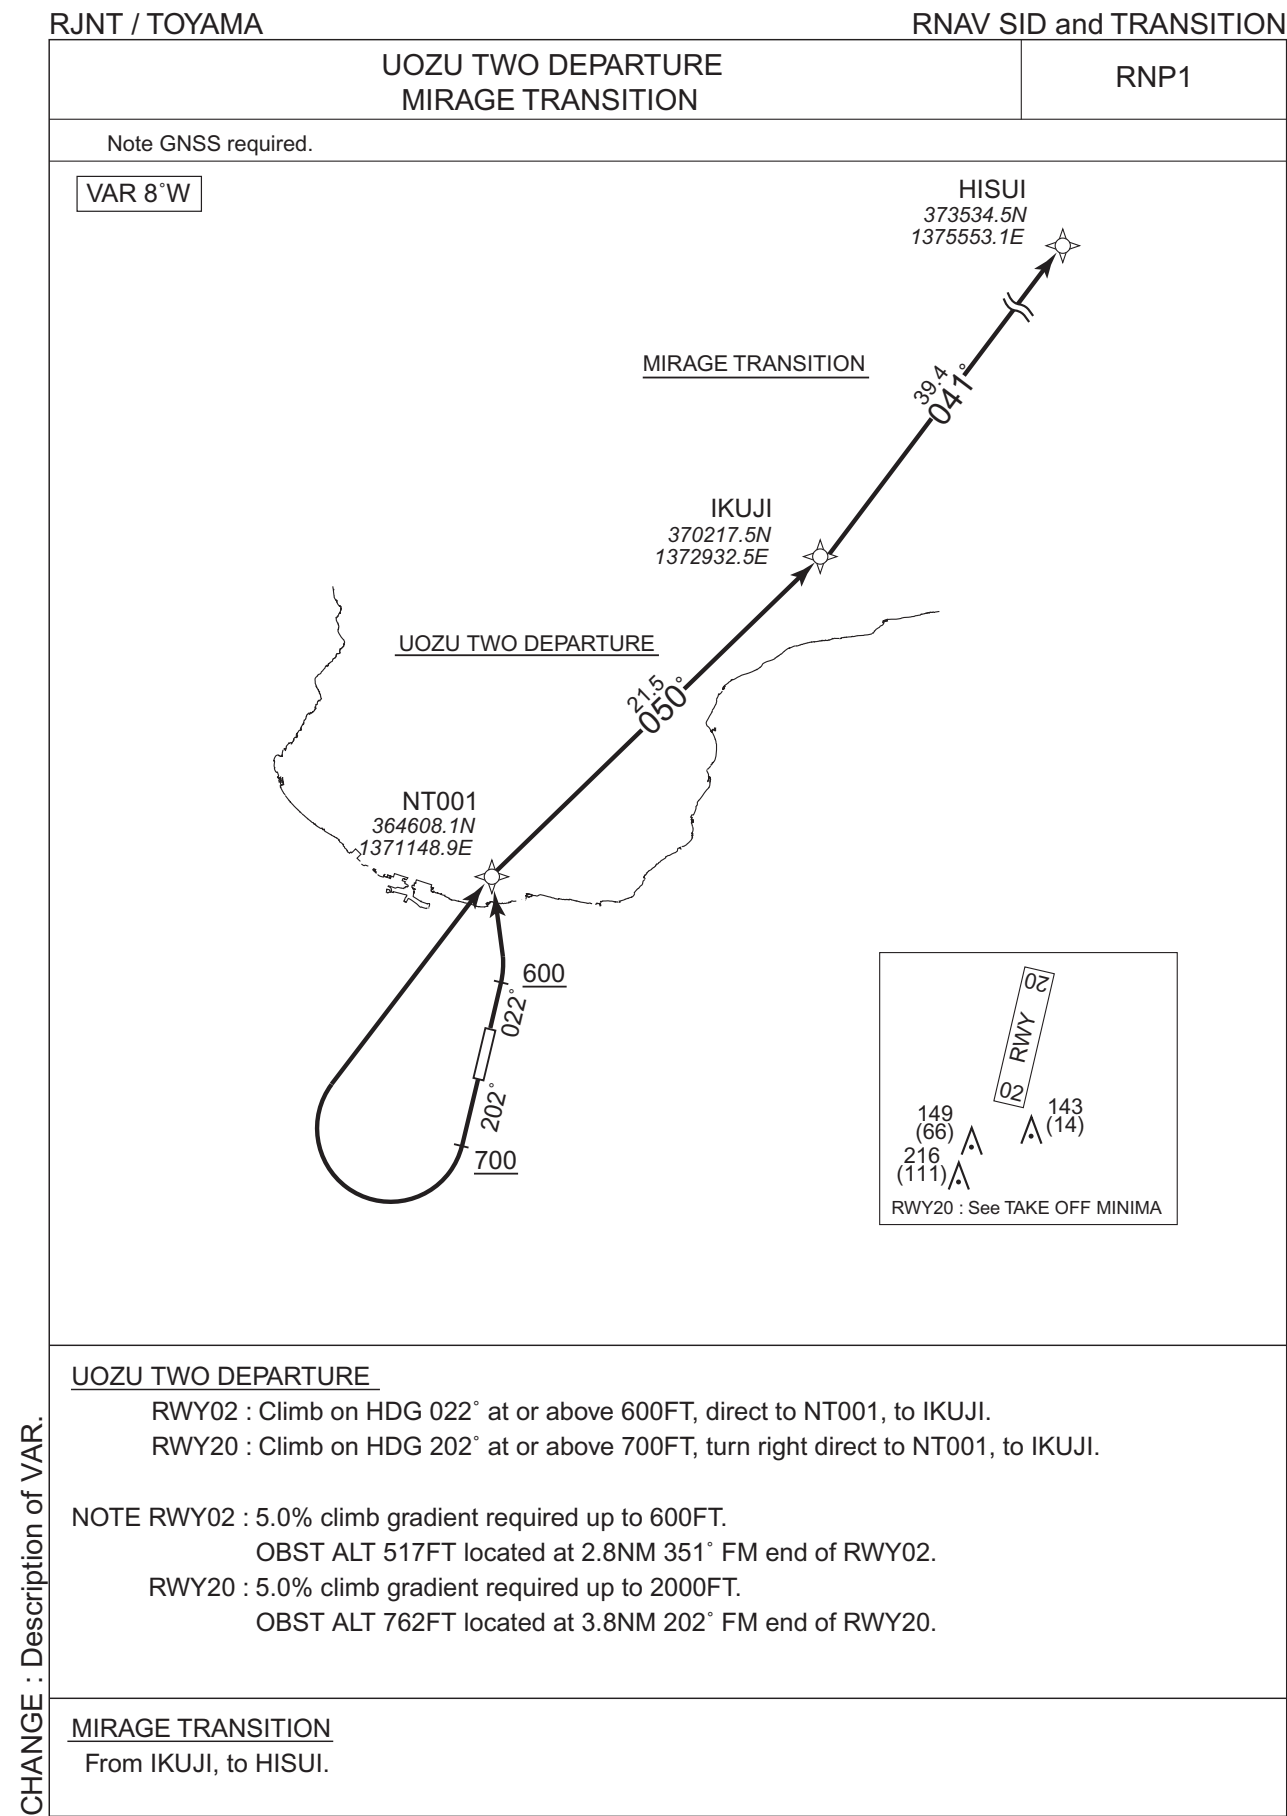 RJNT / TOYAMA
RNAV SID and TRANSITION
UOZU TWO DEPARTURE
MIRAGE TRANSITION
RNP1
Note GNSS required.
VAR 8˚W
HISUI
373534.5N
1375553.1E
MIRAGE TRANSITION
39.4
041˚
IKUJI
370217.5N
1372932.5E
UOZU TWO DEPARTURE
21.5
050˚
NT001
364608.1N
1371148.9E
600
022˚
202˚
700
20
RWY
02
149
(66)
143
(14)
216
(111)
RWY20 : See TAKE OFF MINIMA
UOZU TWO DEPARTURE
RWY02 : Climb on HDG 022˚ at or above 600FT, direct to NT001, to IKUJI.
RWY20 : Climb on HDG 202˚ at or above 700FT, turn right direct to NT001, to IKUJI.
NOTE RWY02 : 5.0% climb gradient required up to 600FT.
OBST ALT 517FT located at 2.8NM 351˚ FM end of RWY02.
RWY20 : 5.0% climb gradient required up to 2000FT.
OBST ALT 762FT located at 3.8NM 202˚ FM end of RWY20.
MIRAGE TRANSITION
From IKUJI, to HISUI.
CHANGE : Description of VAR.